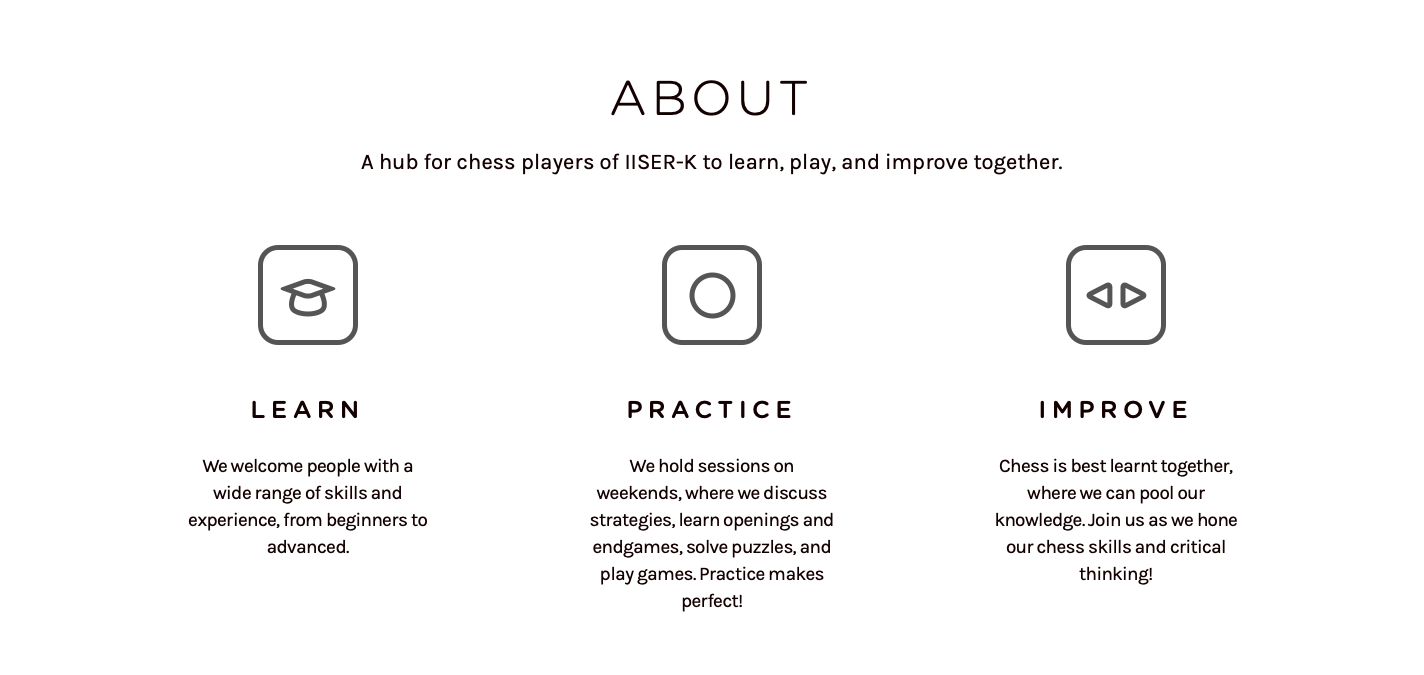 ABOUT
A hub for chess players of IISER-K to learn, play, and improve together.
LEARN
We welcome people with a
wide range of skills and
experience, from beginners to
advanced.
PRACTICE
We hold sessions on
weekends, where we discuss
strategies, learn openings and
endgames, solve puzzles, and
play games. Practice makes
perfect!
IMPROVE
Chess is best learnt together,
where we can pool our
knowledge. Join us as we hone
our chess skills and critical
thinking!